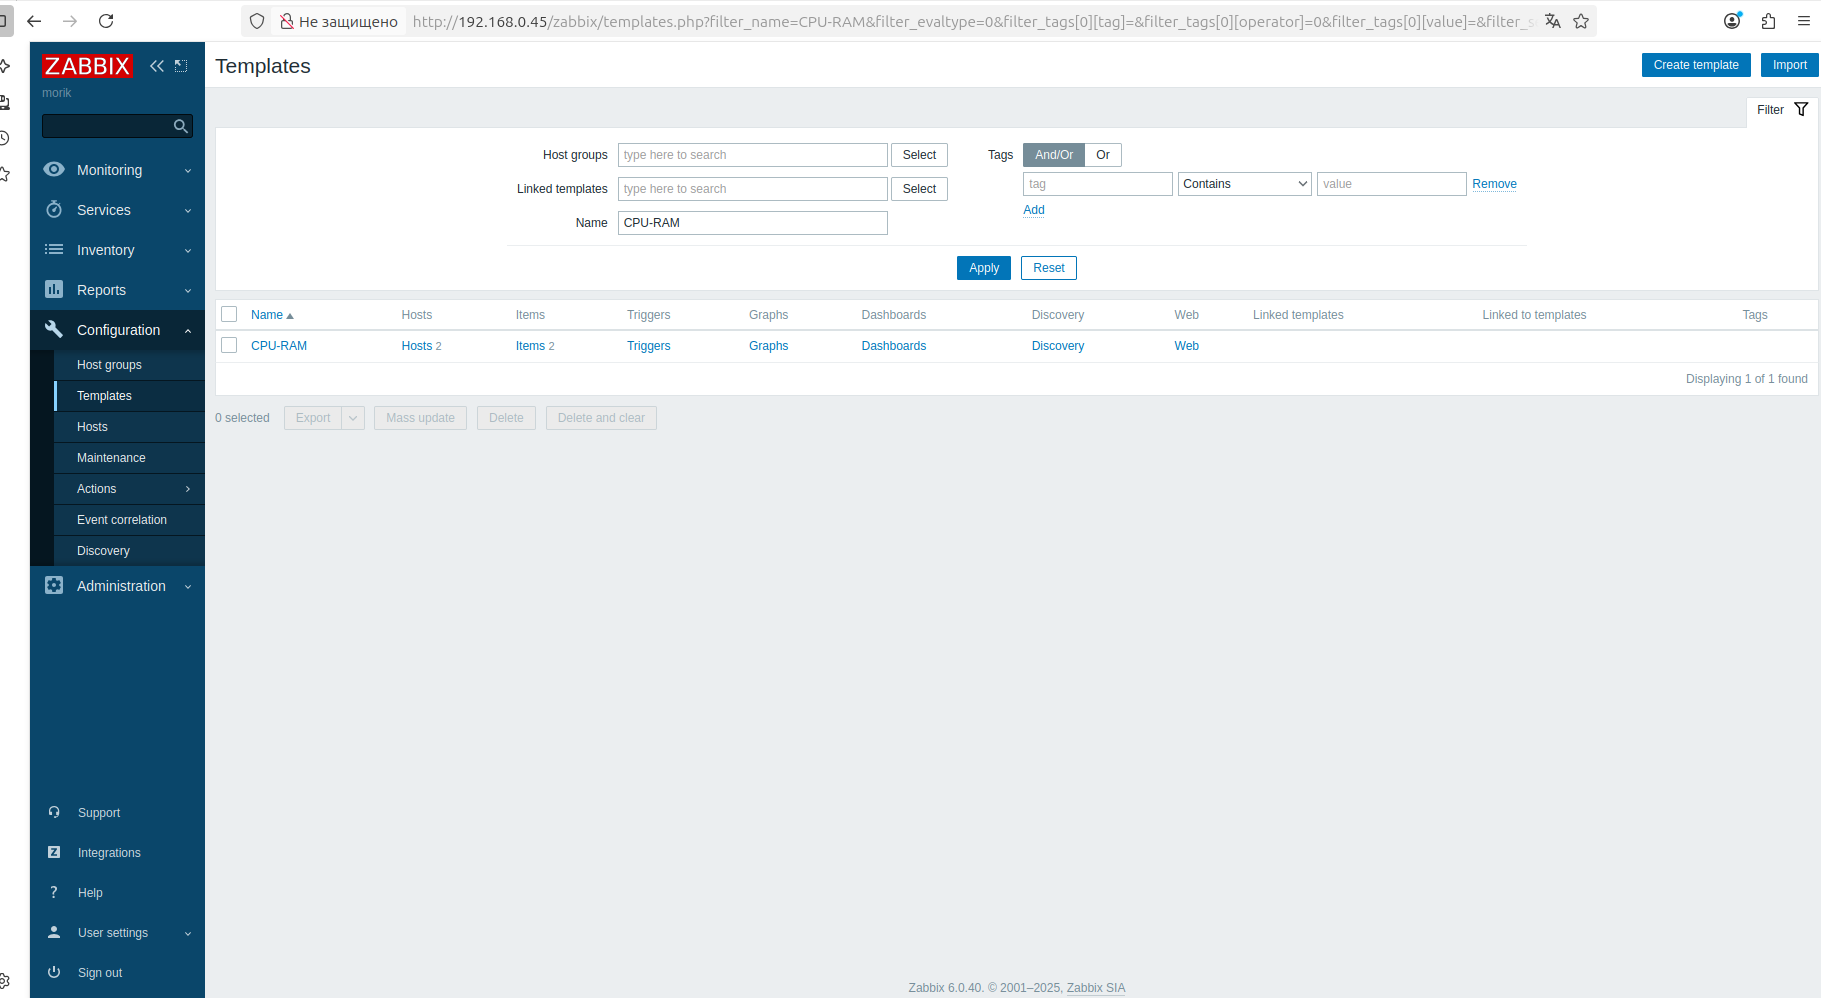 Не защищено http://192.168.0.45/zabbix/templates.php?filter_name=CPU-RAM&filter_evaltype=0&filter_tags[0][tag]=&filter_tags[0][operator]=0&filter_tags[0][value]=&filter_s
ZABBIX
morik
Monitoring
Services
Inventory
Reports
Configuration
Host groups
Templates
Hosts
Maintenance
Actions
Event correlation
Discovery
Administration
Support
Integrations
Help
User settings
Sign out
Templates
Create template Import
Filter
Host groups type here to search Select
Linked templates type here to search Select
Name CPU-RAM
Tags And/Or Or
tag Contains value Remove
Add
Apply Reset
Name Hosts Items Triggers Graphs Dashboards Discovery Web Linked templates Linked to templates Tags
CPU-RAM Hosts 2 Items 2 Triggers Graphs Dashboards Discovery Web
Displaying 1 of 1 found
0 selected Export Mass update Delete Delete and clear
Zabbix 6.0.40. © 2001–2025, Zabbix SIA